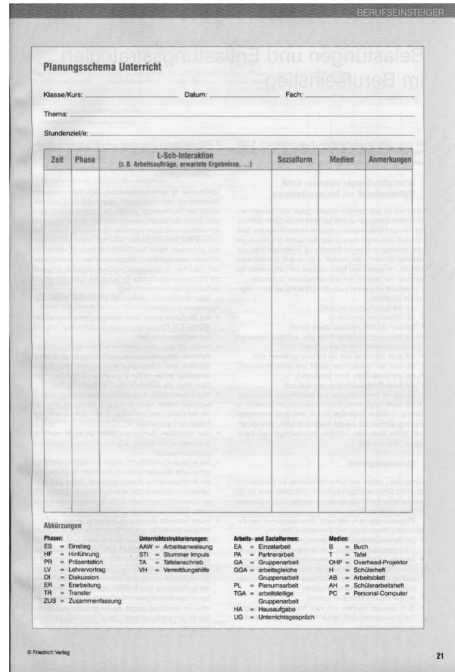 BERUFSEINSTEIGER
Planungsschema Unterricht
Klasse/Kurs: Datum: Fach:
Thema:
Stundenziel/e:
Zeit Phase L-Sch-Interaktion Sozialform Medien Anmerkungen
(z. B. Arbeitsaufträge, erwartete Ergebnisse, ...)
Abkürzungen
Phasen: Unterrichtsstrukturierungen: Arbeits- und Sozialformen: Medien:
ES = Einstieg AAW = Arbeitsanweisung EA = Einzelarbeit B = Buch
HF = Hinführung STI = Stummer Impuls PA = Partnerarbeit T = Tafel
PR = Präsentation TA = Tafelanschrieb GA = Gruppenarbeit OHP = Overhead-Projektor
LV = Lehrervortrag VH = Vermittlungshilfe GGA = arbeitsgleiche H = Schülerheft
DI = Diskussion Gruppenarbeit AB = Arbeitsblatt
ER = Erarbeitung PL = Plenumsarbeit AH = Schülerarbeitsheft
TR = Transfer TGA = arbeitsteilige PC = Personal-Computer
ZUS = Zusammenfassung Gruppenarbeit
HA = Hausaufgabe
UG = Unterrichtsgespräch
© Friedrich Verlag
21